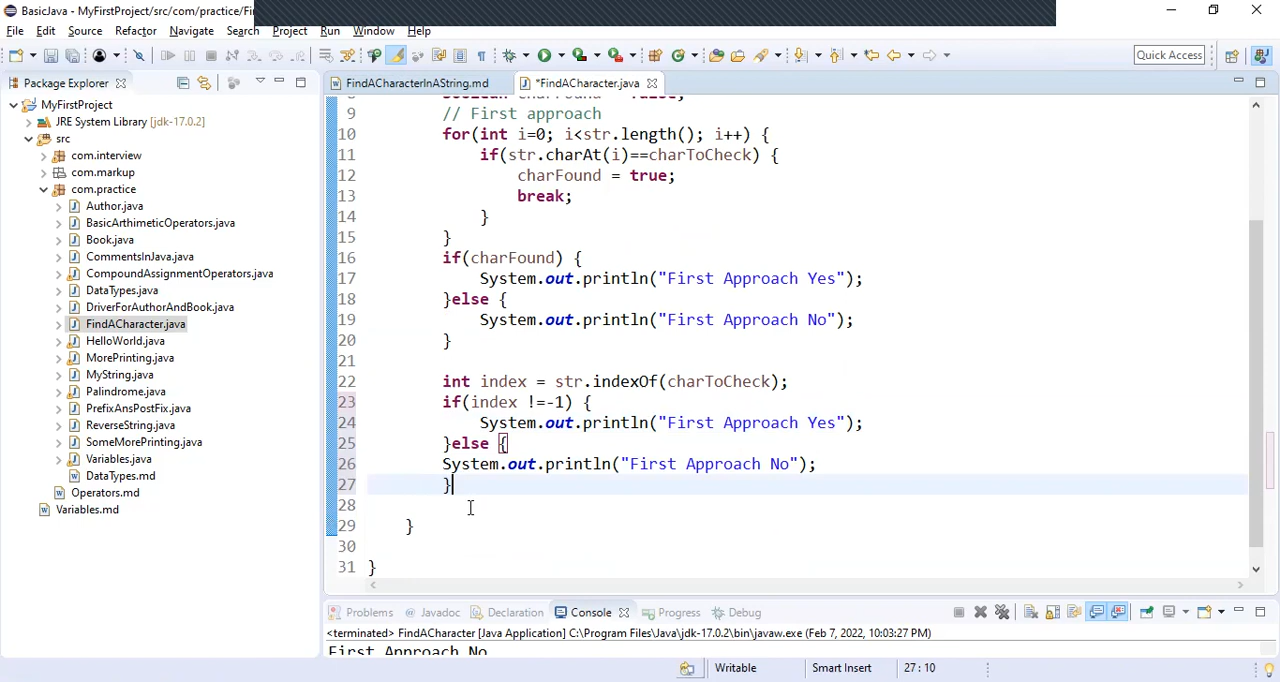 BasicJava - MyFirstProject/src/com/practice/Fin
File Edit Source Refactor Navigate Search Project Run Window Help
Quick Access
Package Explorer
FindACharacterInAString.md
*FindACharacter.java
MyFirstProject
JRE System Library [jdk-17.0.2]
src
com.interview
com.markup
com.practice
Author.java
BasicArthimeticOperators.java
Book.java
CommentsInJava.java
CompoundAssignmentOperators.java
DataTypes.java
DriverForAuthorAndBook.java
FindACharacter.java
HelloWorld.java
MorePrinting.java
MyString.java
Palindrome.java
PrefixAnsPostFix.java
ReverseString.java
SomeMorePrinting.java
Variables.java
DataTypes.md
Operators.md
Variables.md
9 // First approach
10 for(int i=0; i<str.length(); i++) {
11 if(str.charAt(i)==charToCheck) {
12 charFound = true;
13 break;
14 }
15 }
16 if(charFound) {
17 System.out.println("First Approach Yes");
18 }else {
19 System.out.println("First Approach No");
20 }
21
22 int index = str.indexOf(charToCheck);
23 if(index !=-1) {
24 System.out.println("First Approach Yes");
25 }else {
26 System.out.println("First Approach No");
27 }
28
29 }
30
31 }
Problems Javadoc Declaration Console Progress Debug
<terminated> FindACharacter [Java Application] C:\Program Files\Java\jdk-17.0.2\bin\javaw.exe (Feb 7, 2022, 10:03:27 PM)
First Approach No
Writable Smart Insert 27 : 10